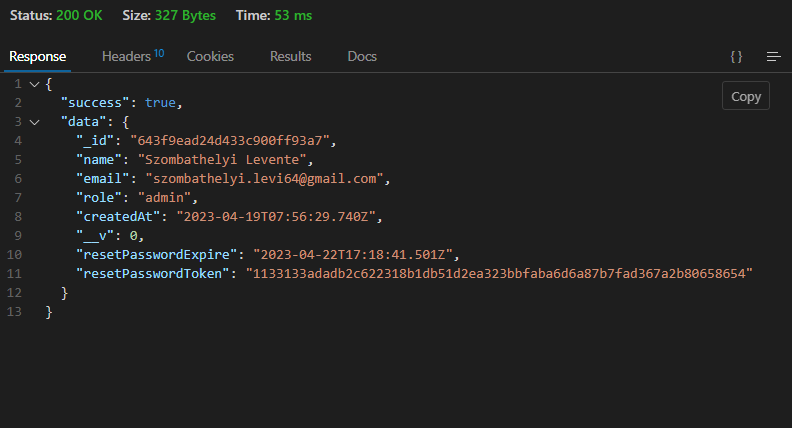 Status: 200 OK Size: 327 Bytes Time: 53 ms
Response Headers 10 Cookies Results Docs { }
Copy
1 {
2 "success": true,
3 "data": {
4 "_id": "643f9ead24d433c900ff93a7",
5 "name": "Szombathelyi Levente",
6 "email": "szombathelyi.levi64@gmail.com",
7 "role": "admin",
8 "createdAt": "2023-04-19T07:56:29.740Z",
9 "__v": 0,
10 "resetPasswordExpire": "2023-04-22T17:18:41.501Z",
11 "resetPasswordToken": "1133133adadb2c622318b1db51d2ea323bbfaba6d6a87b7fad367a2b80658654"
12 }
13 }